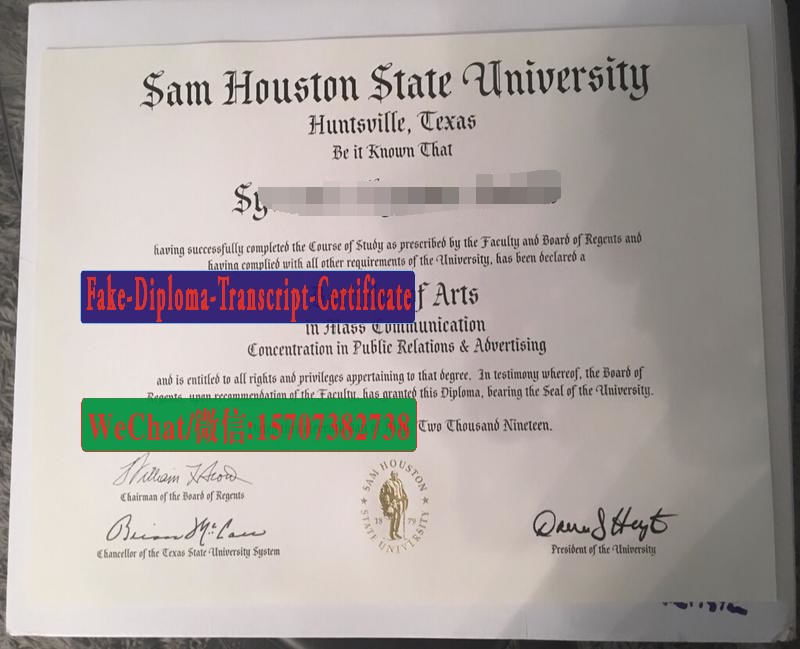 Sam Houston State University
Huntsville, Texas
Be it Known That
Sy
having successfully completed the Course of Study as prescribed by the Faculty and Board of Regents and
having complied with all other requirements of the University, has been declared a
Fake-Diploma-Transcript-Certificate
of Arts
in Mass Communication
Concentration in Public Relations & Advertising
and is entitled to all rights and privileges appertaining to that degree. In testimony whereof, the Board of
Regents, upon recommendation of the Faculty, has granted this Diploma, bearing the Seal of the University.
WeChat/微信:15707382738
Two Thousand Nineteen.
Chairman of the Board of Regents
Chancellor of the Texas State University System
SAM HOUSTON
STATE UNIVERSITY
18 79
President of the University